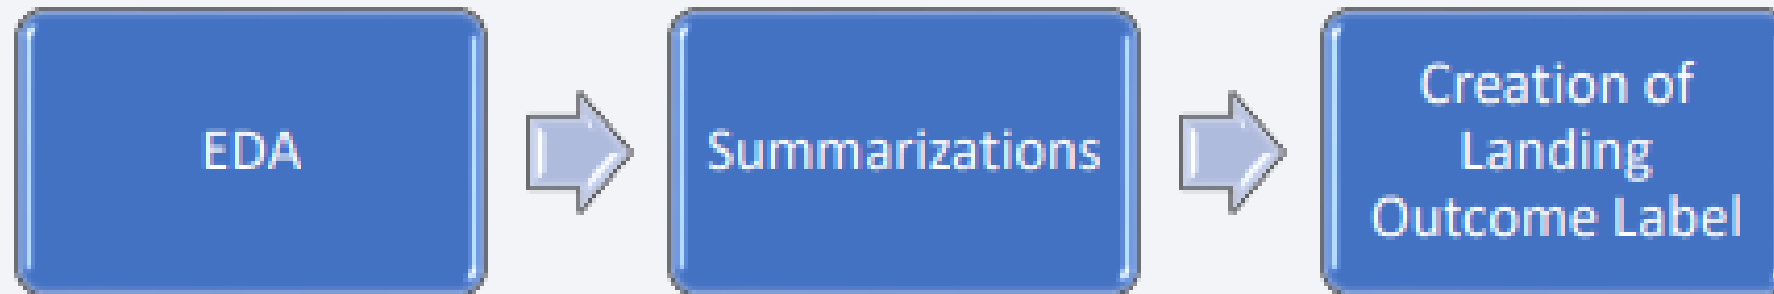 EDA
Summarizations
Creation of
Landing
Outcome Label